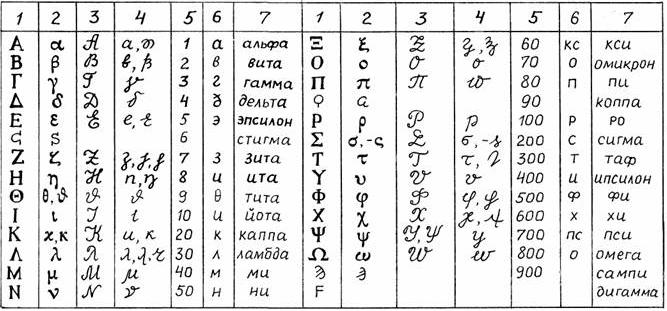 1 2 3 4 5 6 7 1 2 3 4 5 6 7
Α α 𝒜 а, 𝓂 1 а альфа Ξ ξ Ξ ξ, ξ 60 кс кси
Β β ℬ в, β 2 в вита Ο ο 𝒪 ο 70 о омикрон
Γ γ Γ γ 3 г гамма Π π Π ϖ 80 п пи
Δ δ 𝒟 δ 4 д дельта Ϙ a 90 коппа
Ε ε ℰ e, ε 5 э эпсилон Ρ ρ 𝒫 ρ 100 р ро
Ϛ S 6 стигма Σ σ, -ς Σ σ, -s 200 с сигма
Ζ ζ Z ʒ, ʒ, ʒ 7 з зита Τ τ Τ τ, 7 300 т таф
Η η ℋ n, η 8 и ита Υ υ 𝒱 υ 400 и ипсилон
Θ θ, ϑ ϑ ϑ 9 θ тита Φ φ Φ φ, φ 500 ф фи
Ι ι 𝒥 i 10 и йота Χ χ 𝒳 χ, χ 600 х хи
Κ ϰ, κ 𝒦 и, κ 20 к каппа Ψ ψ Y, Ψ y 700 пс пси
Λ λ Λ λ, λ, r 30 л ламбда Ω ω W w 800 о омега
Μ μ ℳ μ 40 м ми Ϡ ϡ 900 сампи
Ν ν 𝒩 ν 50 н ни F дигамма